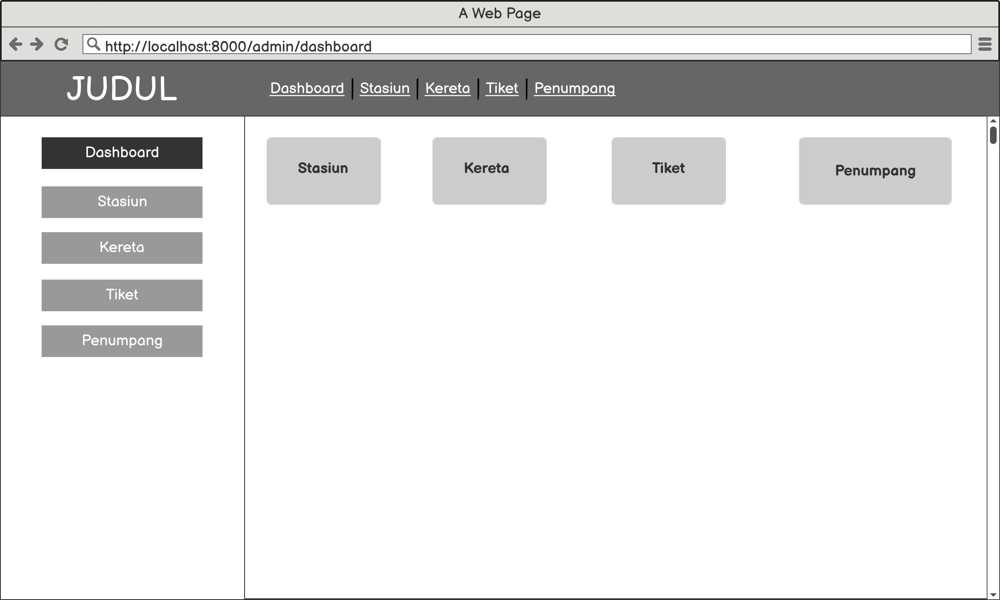 A Web Page
http://localhost:8000/admin/dashboard
JUDUL
Dashboard Stasiun Kereta Tiket Penumpang
Dashboard
Stasiun
Kereta
Tiket
Penumpang
Stasiun Kereta Tiket Penumpang